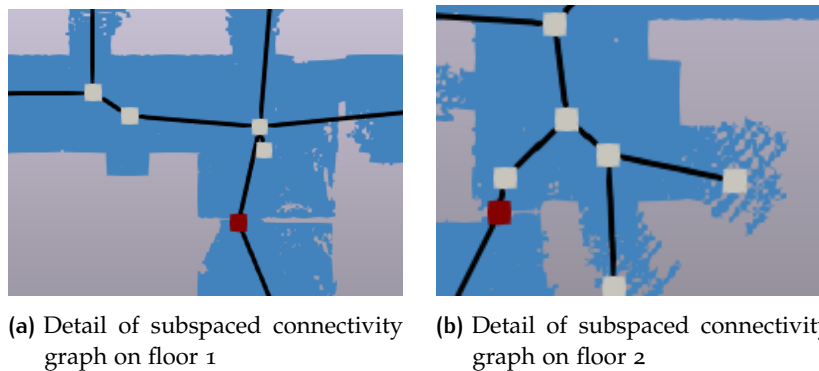 (a) Detail of subspaced connectivity
graph on floor 1
(b) Detail of subspaced connectivit
graph on floor 2